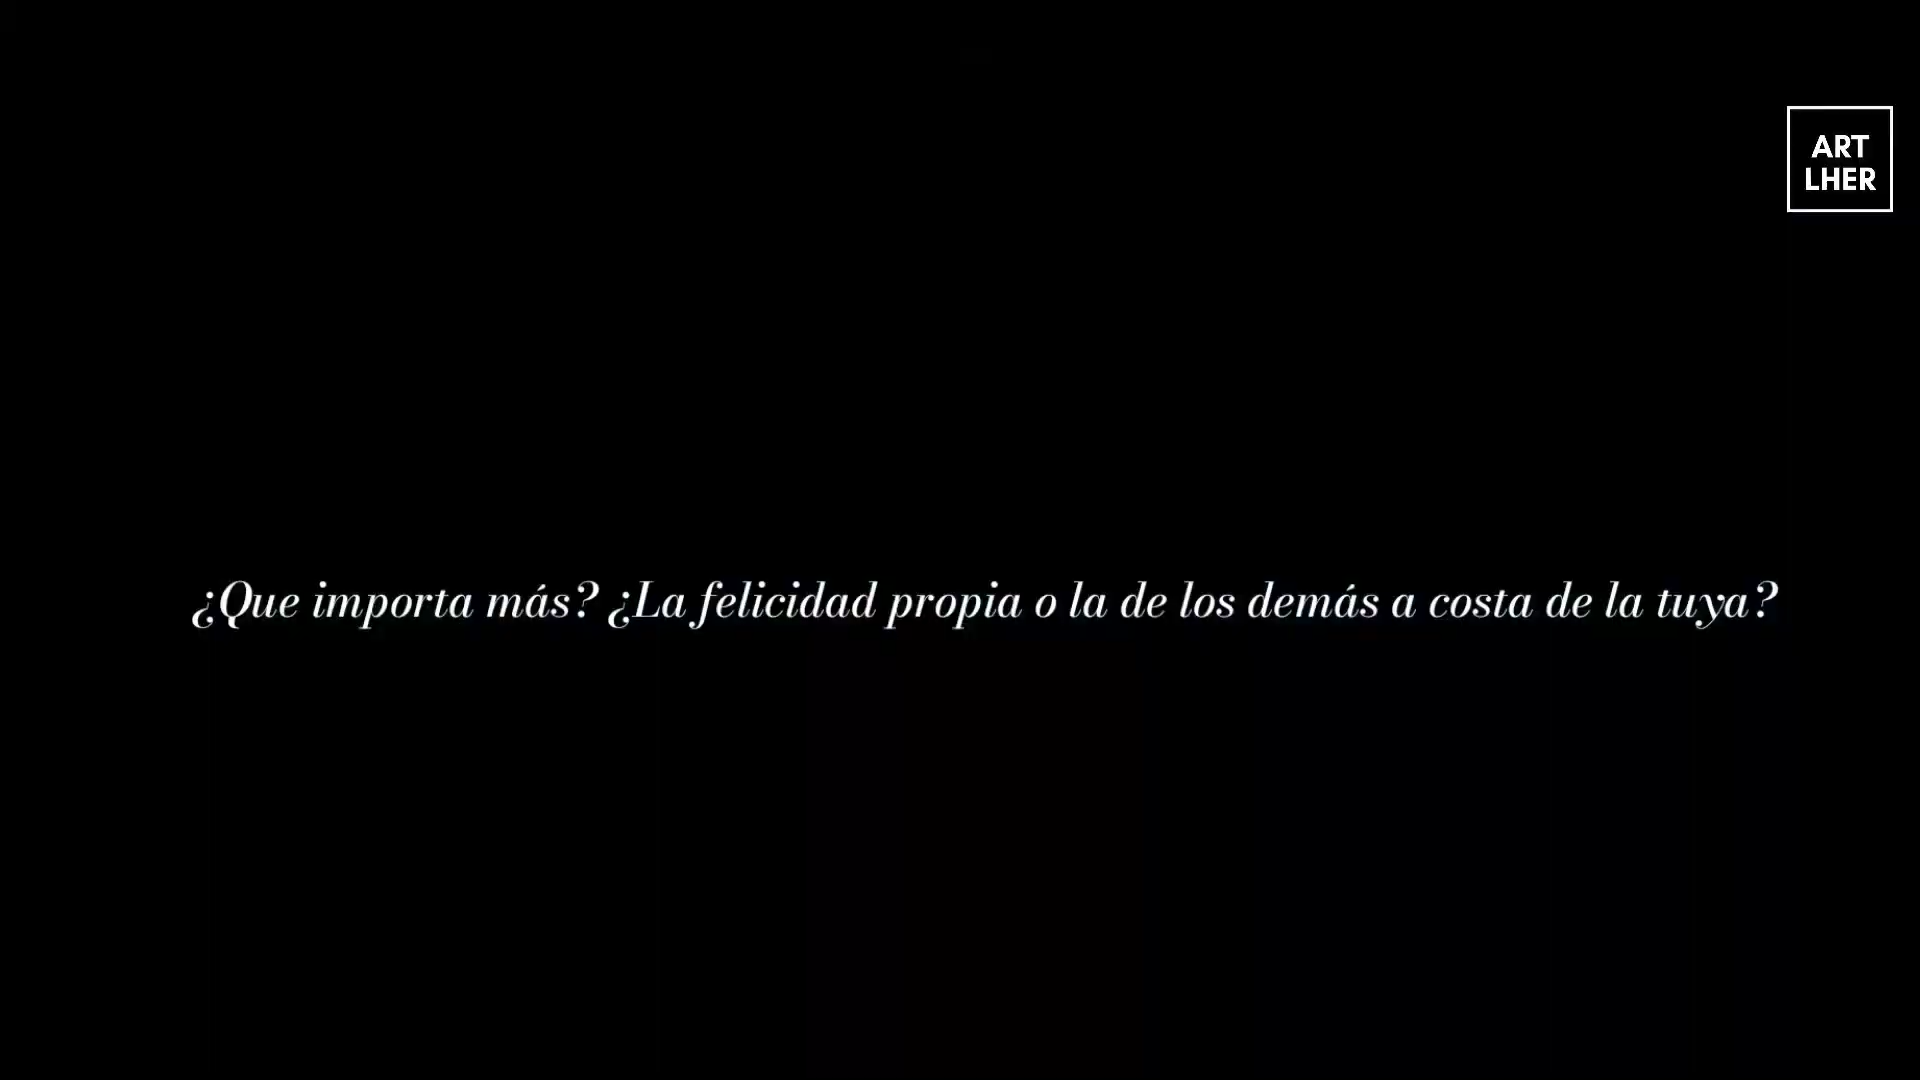 ART
LHER
¿Que importa más? ¿La felicidad propia o la de los demás a costa de la tuya?